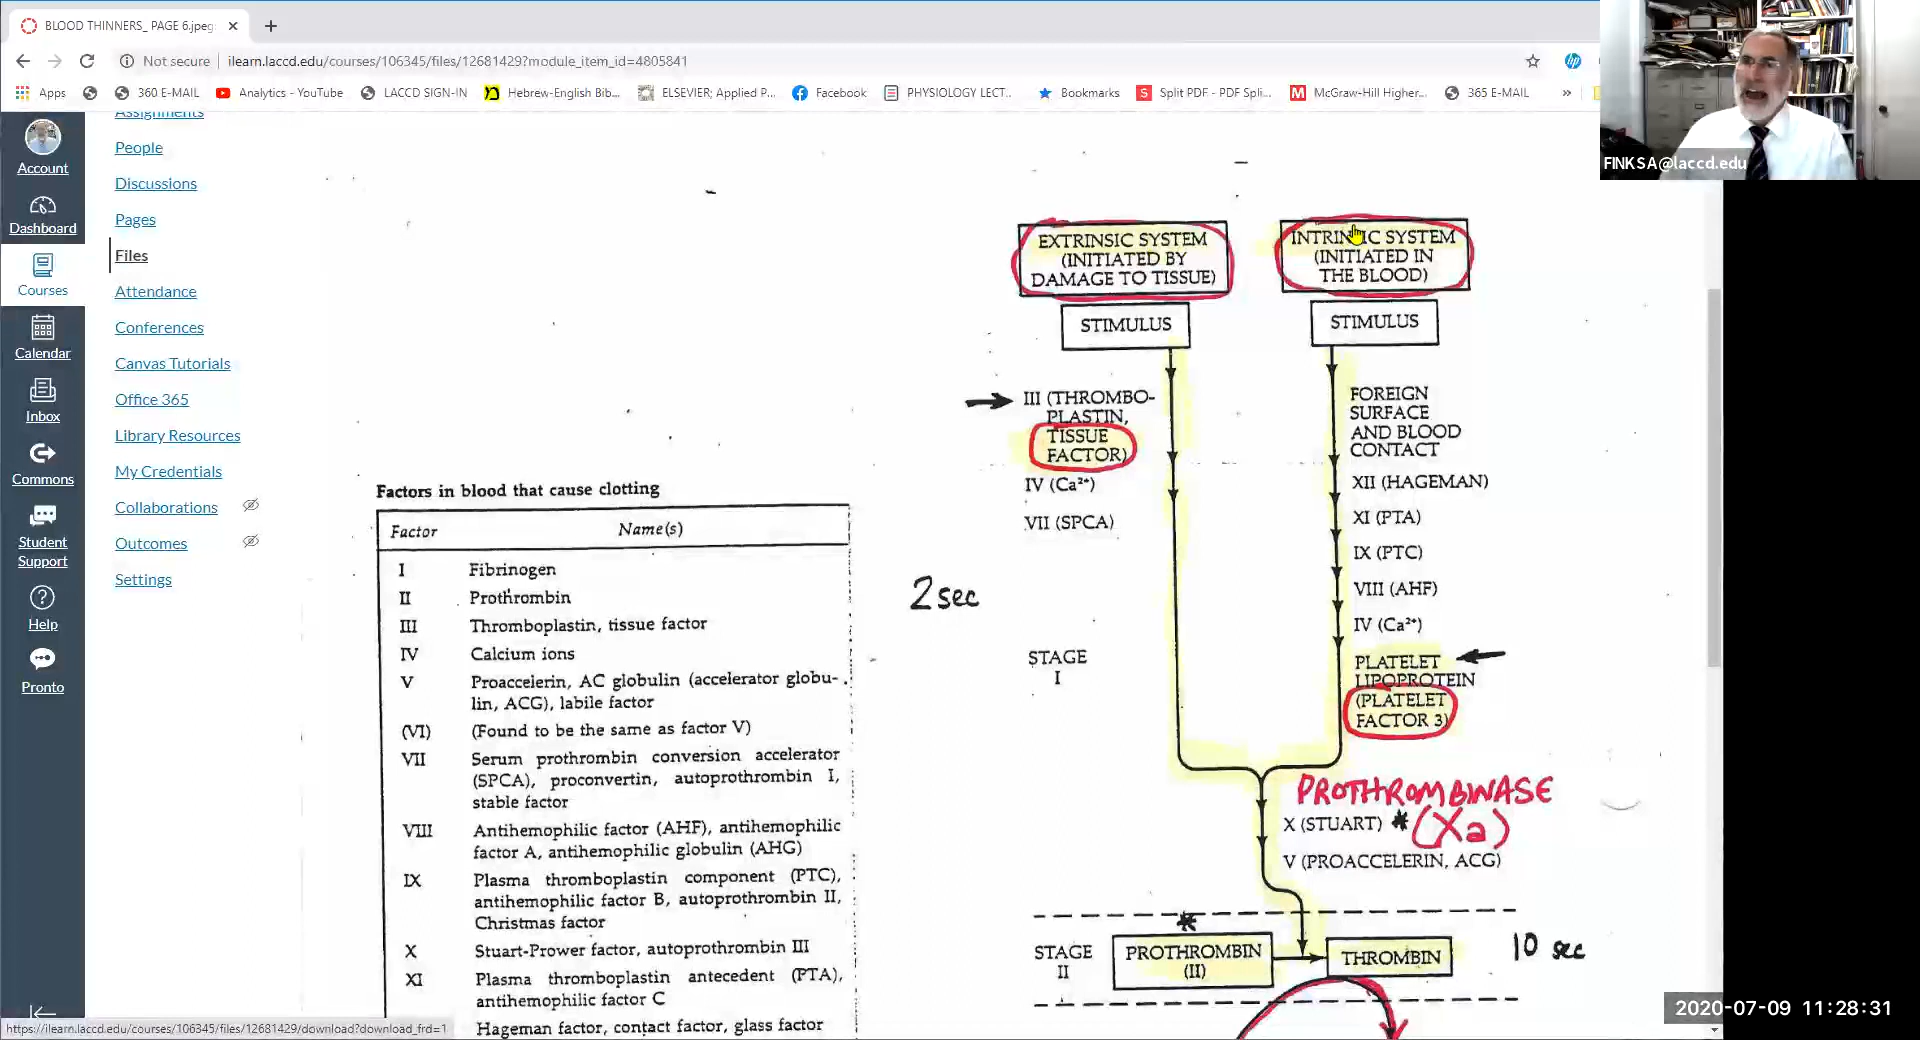 BLOOD THINNERS_ PAGE 6.jpeg
Not secure
ilearn.laccd.edu/courses/106345/files/12681429?module_item_id=4805841
Apps
360 E-MAIL
Analytics - YouTube
LACCD SIGN-IN
Hebrew-English Bib...
ELSEVIER; Applied P...
Facebook
PHYSIOLOGY LECT...
Bookmarks
Split PDF - PDF Spli...
McGraw-Hill Higher...
365 E-MAIL
»
FINKSA@laccd.edu
Account
Dashboard
Courses
Calendar
Inbox
Commons
Student
Support
Help
Pronto
Assignments
People
Discussions
Pages
Files
Attendance
Conferences
Canvas Tutorials
Office 365
Library Resources
My Credentials
Collaborations
Outcomes
Settings
Factors in blood that cause clotting
Factor Name(s)
I Fibrinogen
II Prothrombin
III Thromboplastin, tissue factor
IV Calcium ions
V Proaccelerin, AC globulin (accelerator globu-
lin, ACG), labile factor
(VI) (Found to be the same as factor V)
VII Serum prothrombin conversion accelerator
(SPCA), proconvertin, autoprothrombin I,
stable factor
VIII Antihemophilic factor (AHF), antihemophilic
factor A, antihemophilic globulin (AHG)
IX Plasma thromboplastin component (PTC),
antihemophilic factor B, autoprothrombin II,
Christmas factor
X Stuart-Prower factor, autoprothrombin III
XI Plasma thromboplastin antecedent (PTA),
antihemophilic factor C
Hageman factor, contact factor, glass factor
EXTRINSIC SYSTEM
(INITIATED BY
DAMAGE TO TISSUE)
STIMULUS
III (THROMBO-
PLASTIN,
TISSUE
FACTOR)
IV (Ca²⁺)
VII (SPCA)
2 sec
STAGE
I
INTRINSIC SYSTEM
(INITIATED IN
THE BLOOD)
STIMULUS
FOREIGN
SURFACE
AND BLOOD
CONTACT
XII (HAGEMAN)
XI (PTA)
IX (PTC)
VIII (AHF)
IV (Ca²⁺)
PLATELET
LIPOPROTEIN
(PLATELET
FACTOR 3)
PROTHROMBINASE
X (STUART) * (Xa)
V (PROACCELERIN, ACG)
*
STAGE
II
PROTHROMBIN
(II)
THROMBIN
10 sec
2020-07-09 11:28:31
https://ilearn.laccd.edu/courses/106345/files/12681429/download?download_frd=1